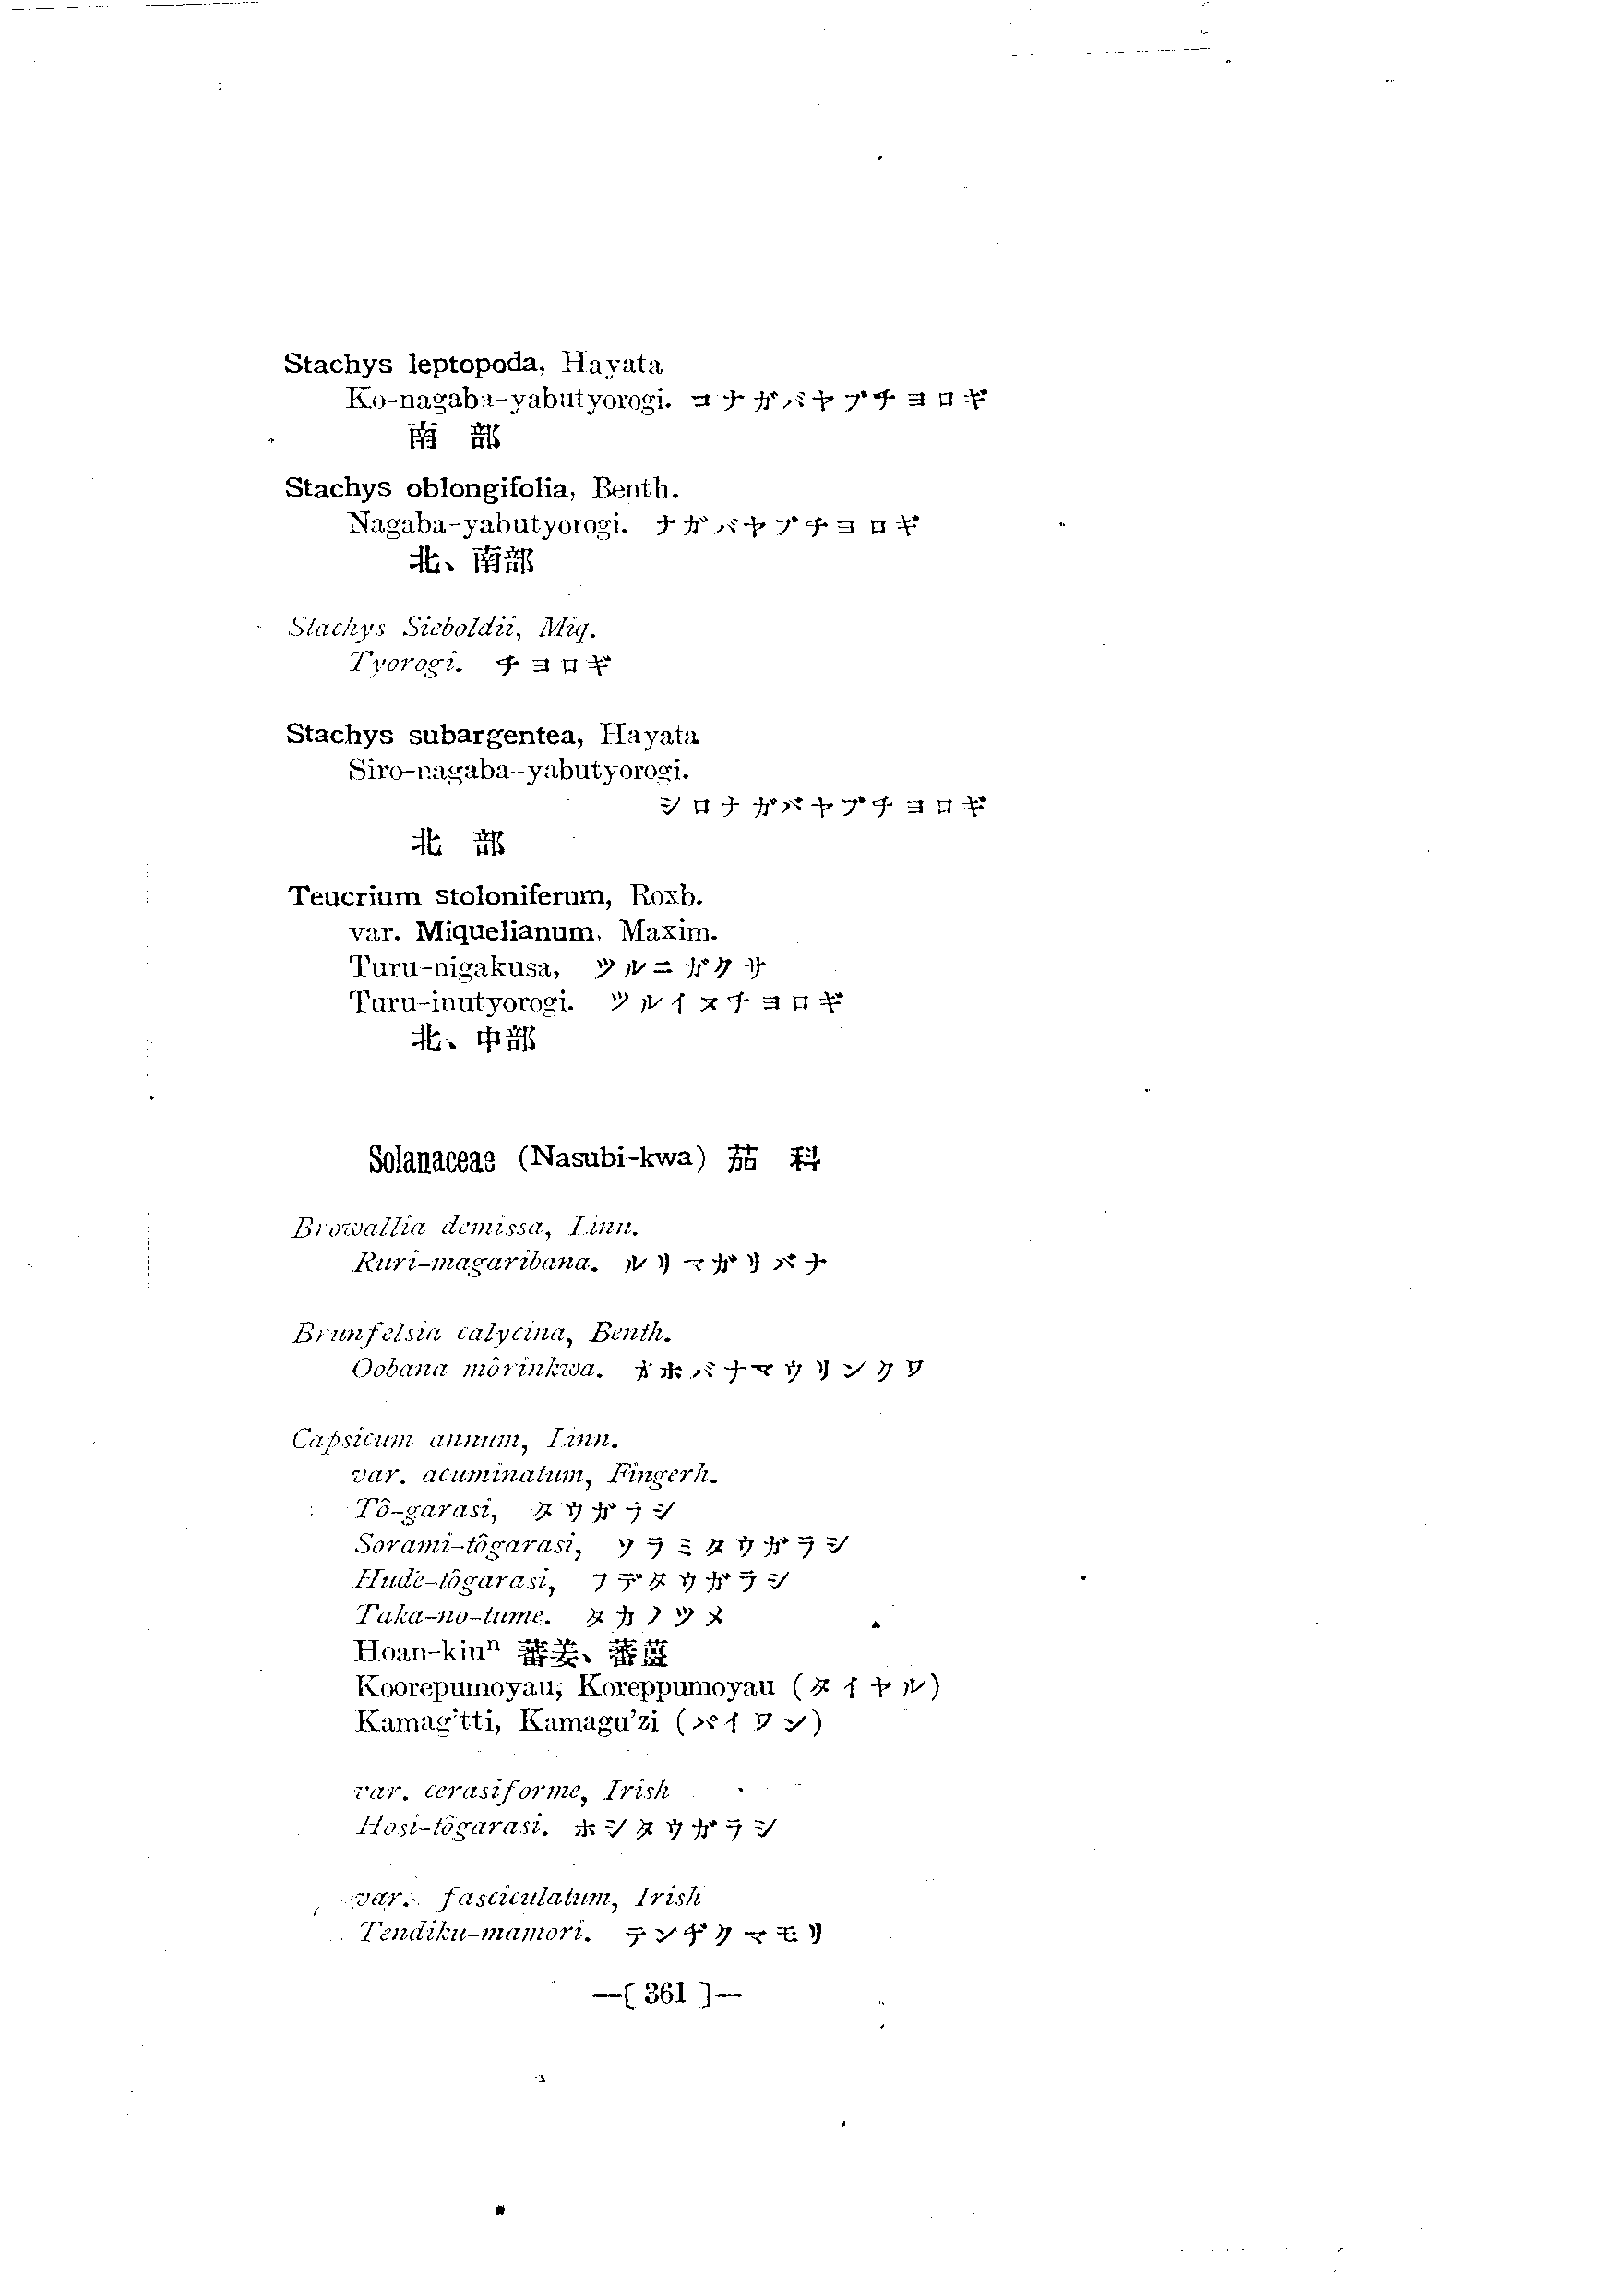 Stachys leptopoda, Hayata
Ko-nagaba-yabutyorogi. コナガバヤブチヨロギ
南 部
Stachys oblongifolia, Benth.
Nagaba-yabutyorogi. ナガバヤブチヨロギ
北、南部
Stachys Sieboldii, Miq.
Tyorogi. チヨロギ
Stachys subargentea, Hayata
Siro-nagaba-yabutyorogi.
シロナガバヤブチヨロギ
北 部
Teucrium stoloniferum, Roxb.
var. Miquelianum, Maxim.
Turu-nigakusa, ツルニガクサ
Turu-inutyorogi. ツルイヌチヨロギ
北、中部
Solanaceae (Nasubi-kwa) 茄 科
Browallia demissa, Linn.
Ruri-magaribana. ルリマガリバナ
Brunfelsia calycina, Benth.
Oobana-môrinkwa. オホバナマウリンクワ
Capsicum annum, Linn.
var. acuminatum, Fingerh.
Tô-garasi, タウガラシ
Sorami-tôgarasi, ソラミタウガラシ
Hude-tôgarasi, フデタウガラシ
Taka-no-tume. タカノツメ
Hoan-kiuⁿ 蕃姜、蕃薑
Koorepumoyau, Koreppumoyau (タイヤル)
Kamag'tti, Kamagu'zi (パイワン)
var. cerasiforme, Irish
Hosi-tôgarasi. ホシタウガラシ
var. fasciculatum, Irish
Tendiku-mamori. テンヂクマモリ
—( 361 )—